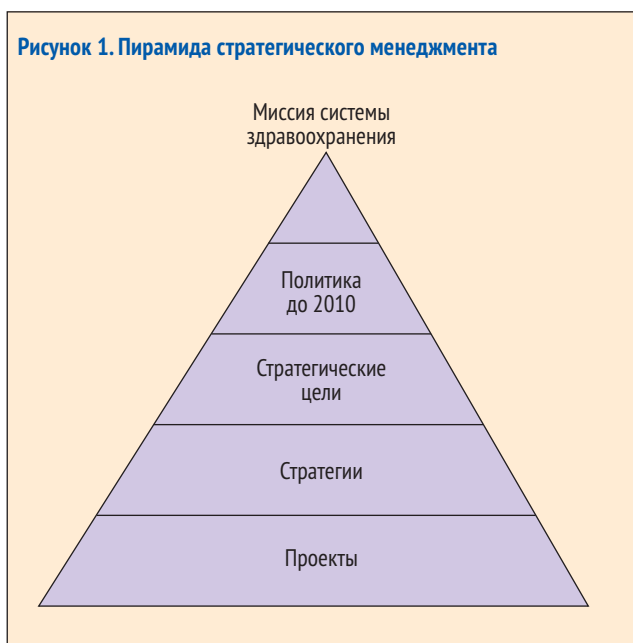 Рисунок 1. Пирамида стратегического менеджмента
Миссия системы
здравоохранения
Политика
до 2010
Стратегические
цели
Стратегии
Проекты